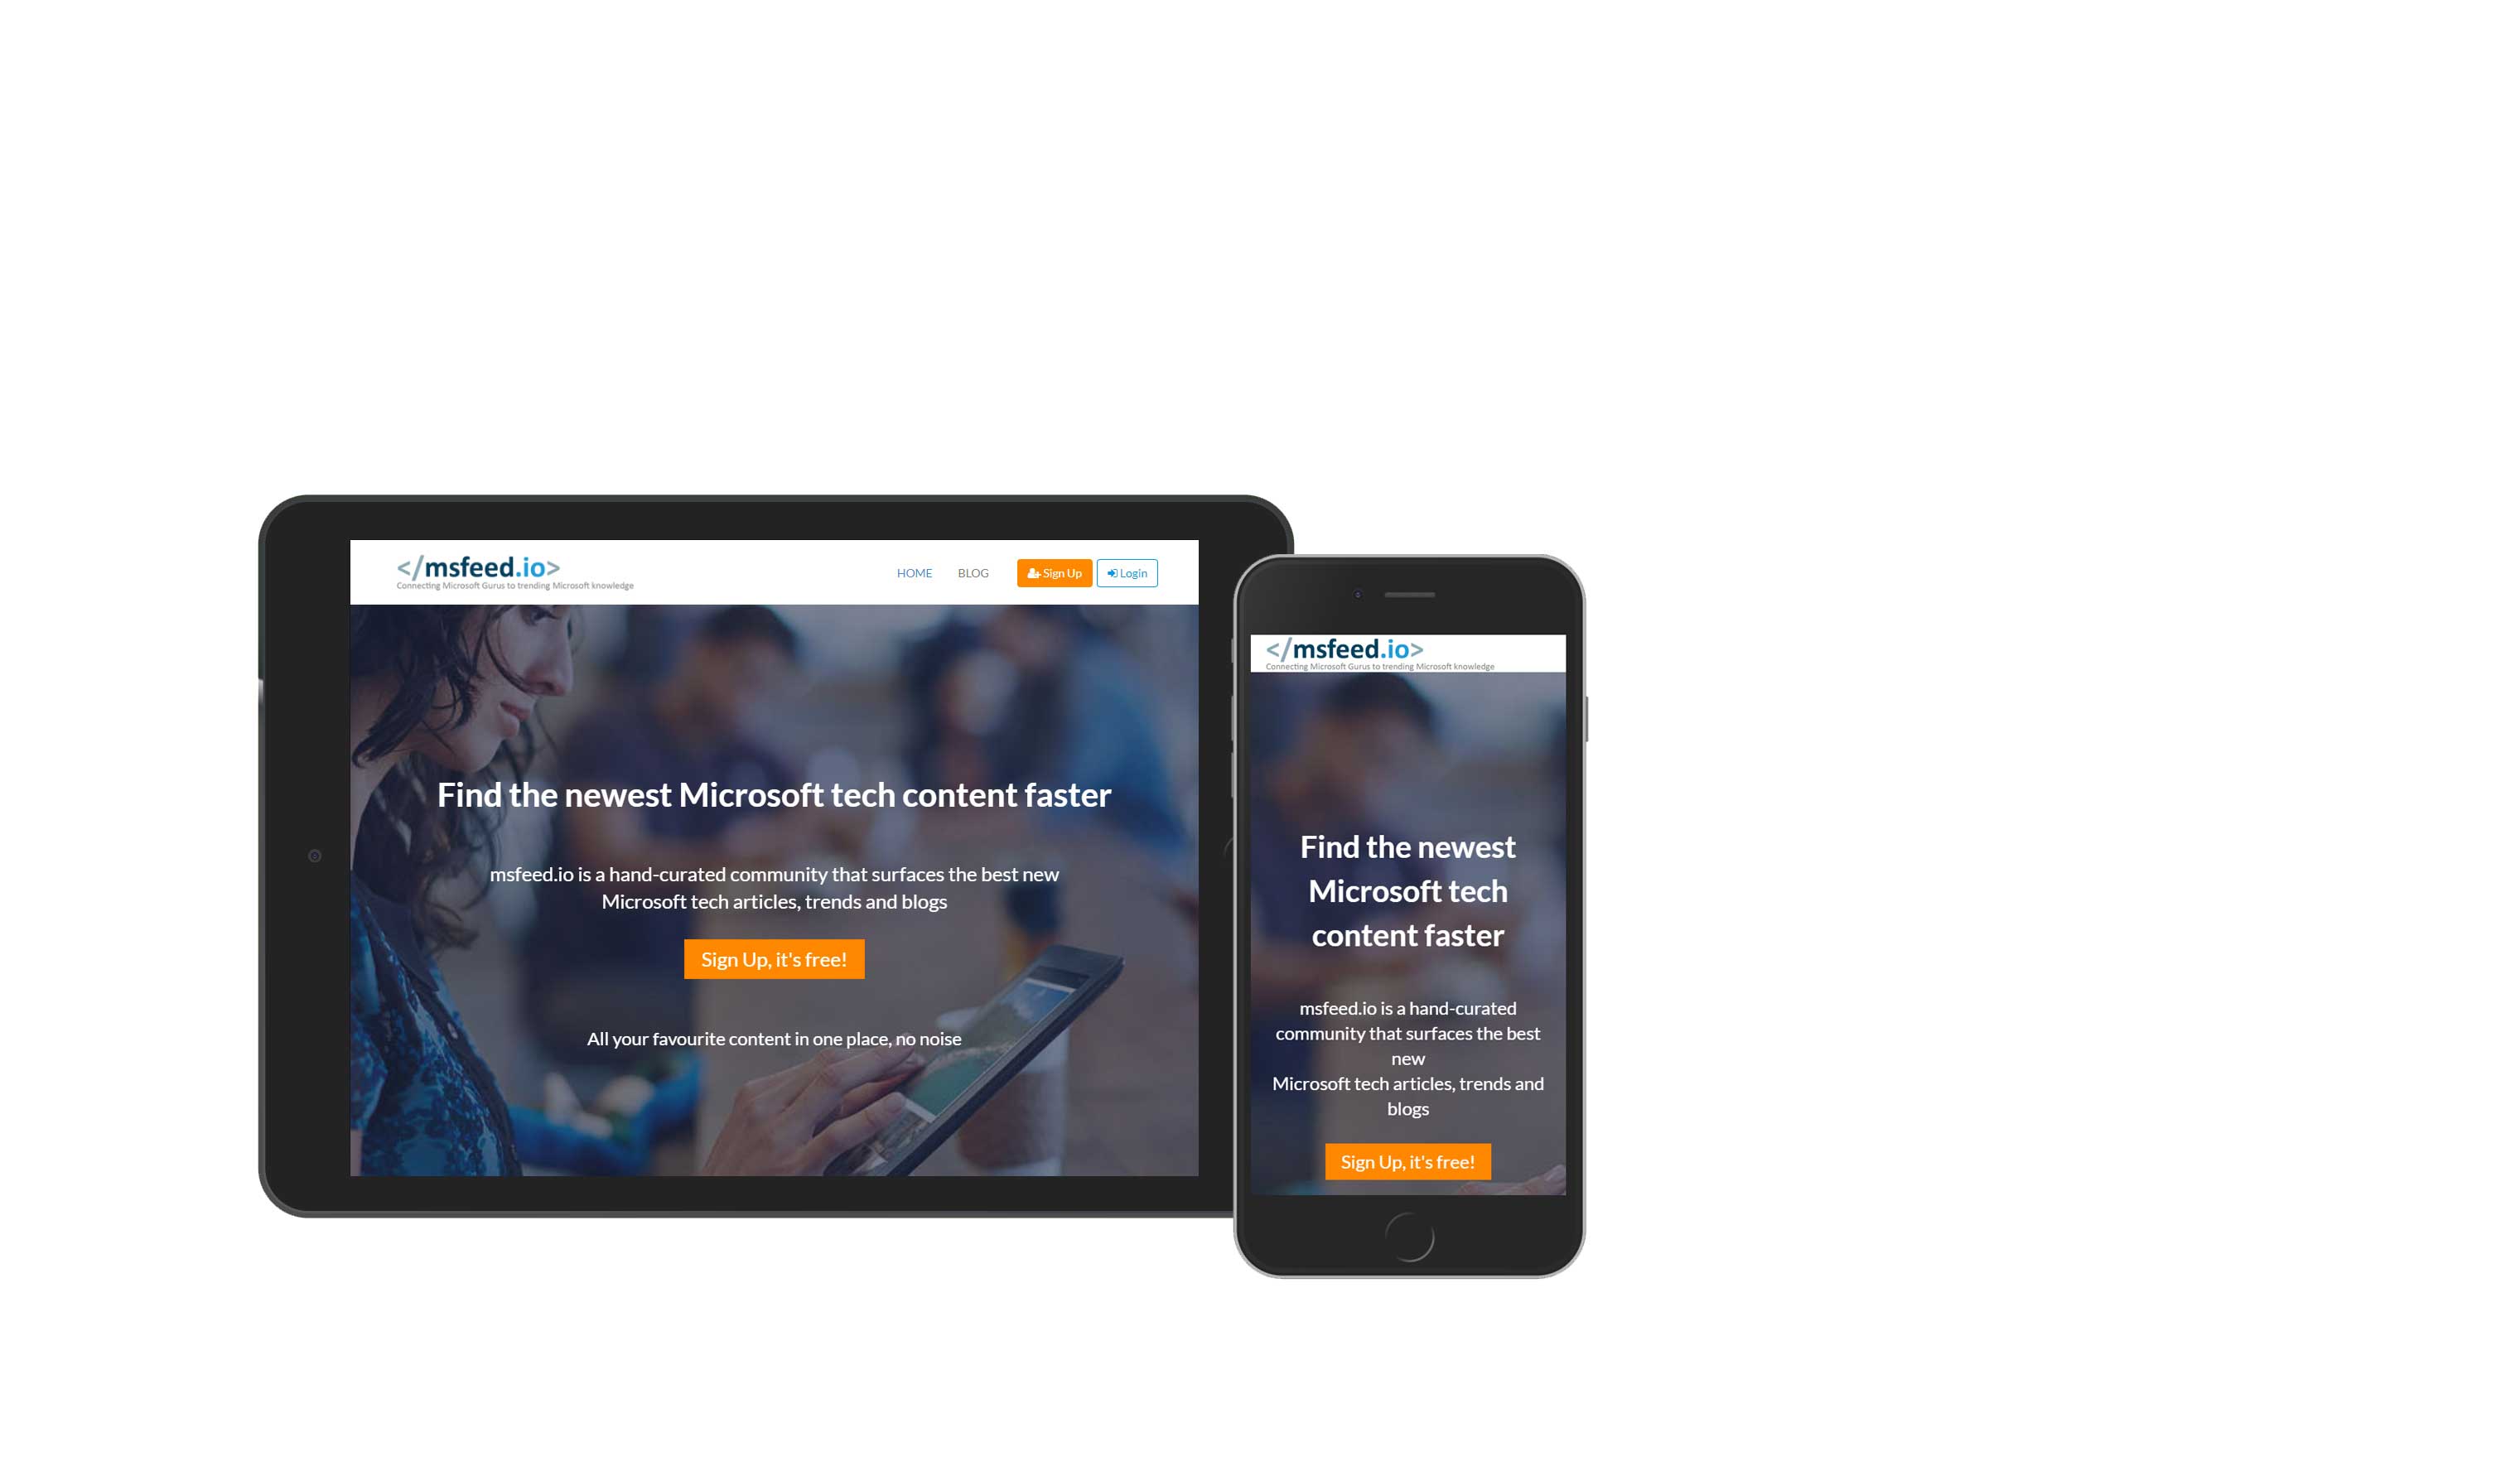 </msfeed.io>
Connecting Microsoft Gurus to trending Microsoft knowledge
HOME BLOG Sign Up Login
Find the newest Microsoft tech content faster
msfeed.io is a hand-curated community that surfaces the best new
Microsoft tech articles, trends and blogs
Sign Up, it's free!
All your favourite content in one place, no noise
</msfeed.io>
Connecting Microsoft Gurus to trending Microsoft knowledge
Find the newest
Microsoft tech
content faster
msfeed.io is a hand-curated
community that surfaces the best
new
Microsoft tech articles, trends and
blogs
Sign Up, it's free!